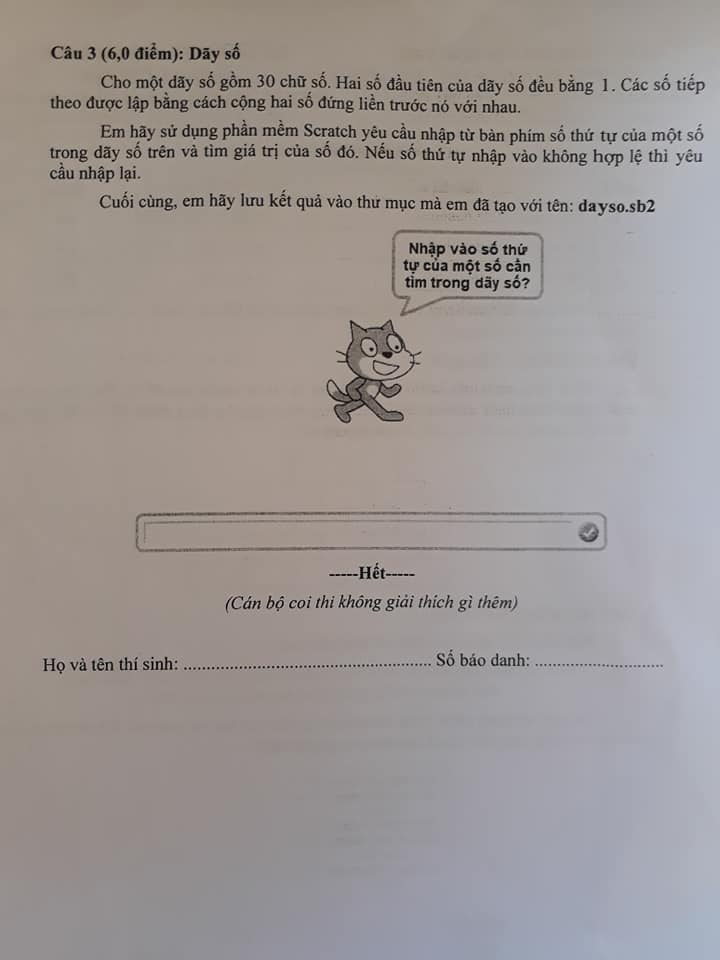 Câu 3 (6,0 điểm): Dãy số
Cho một dãy số gồm 30 chữ số. Hai số đầu tiên của dãy số đều bằng 1. Các số tiếp
theo được lập bằng cách cộng hai số đứng liền trước nó với nhau.
Em hãy sử dụng phần mềm Scratch yêu cầu nhập từ bàn phím số thứ tự của một số
trong dãy số trên và tìm giá trị của số đó. Nếu số thứ tự nhập vào không hợp lệ thì yêu
cầu nhập lại.
Cuối cùng, em hãy lưu kết quả vào thư mục mà em đã tạo với tên: dayso.sb2
Nhập vào số thứ
tự của một số cần
tìm trong dãy số?
-----Hết-----
(Cán bộ coi thi không giải thích gì thêm)
Họ và tên thí sinh: ........................................................ Số báo danh: .............................